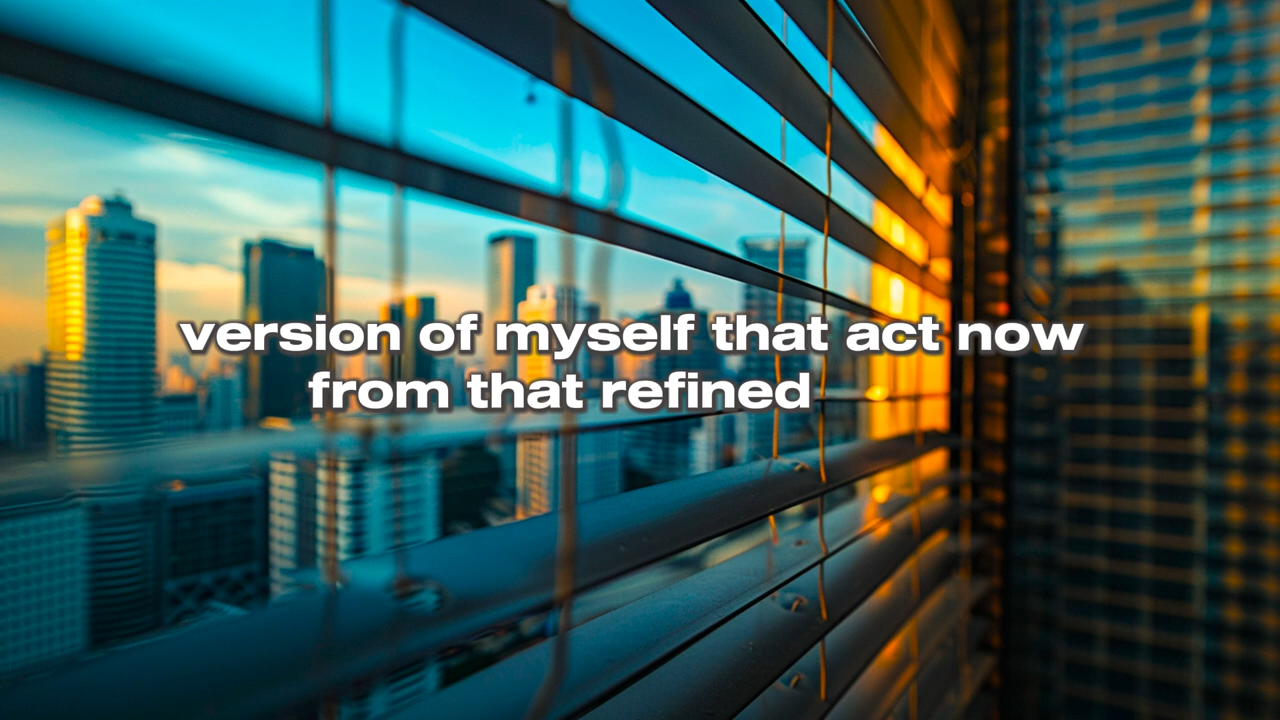 version of myself that act now
from that refined